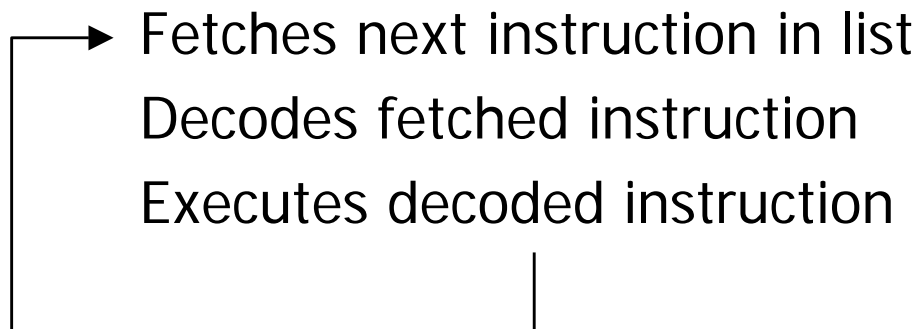 Fetches next instruction in list
Decodes fetched instruction
Executes decoded instruction